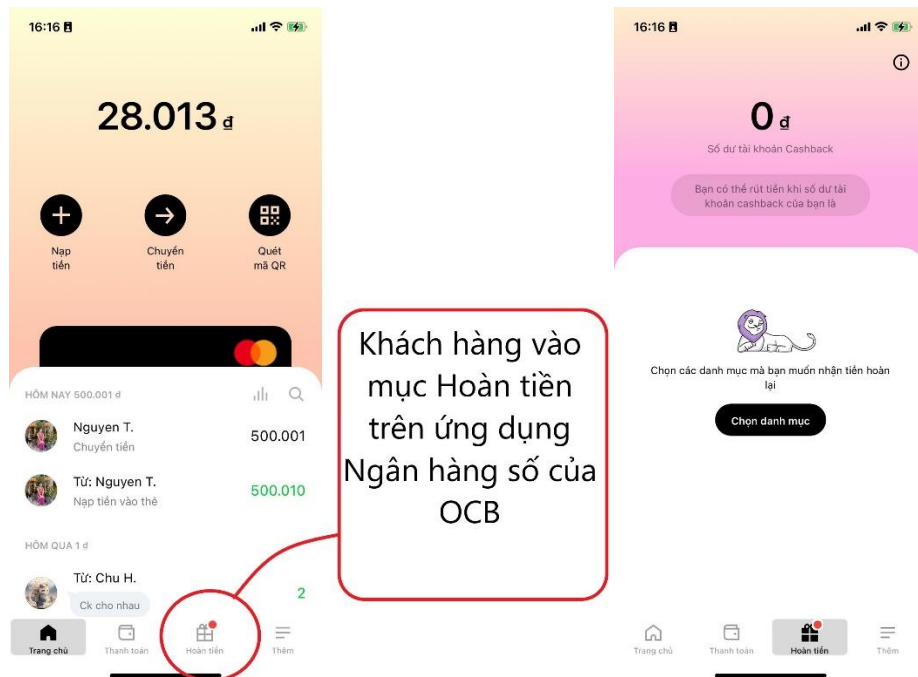 16:16
28.013 đ
Nạp
tiền
Chuyển
tiền
Quét
mã QR
HÔM NAY 500.001 đ
Nguyen T.
500.001
Chuyển tiền
Từ: Nguyen T.
500.010
Nạp tiền vào thẻ
HÔM QUA 1 đ
Từ: Chu H.
2
Ck cho nhau
Trang chủ
Thanh toán
Hoàn tiền
Thêm
Khách hàng vào
mục Hoàn tiền
trên ứng dụng
Ngân hàng số của
OCB
16:16
0 đ
Số dư tài khoản Cashback
Bạn có thể rút tiền khi số dư tài
khoản cashback của bạn là
Chọn các danh mục mà bạn muốn nhận tiền hoàn
lại
Chọn danh mục
Trang chủ
Thanh toán
Hoàn tiền
Thêm